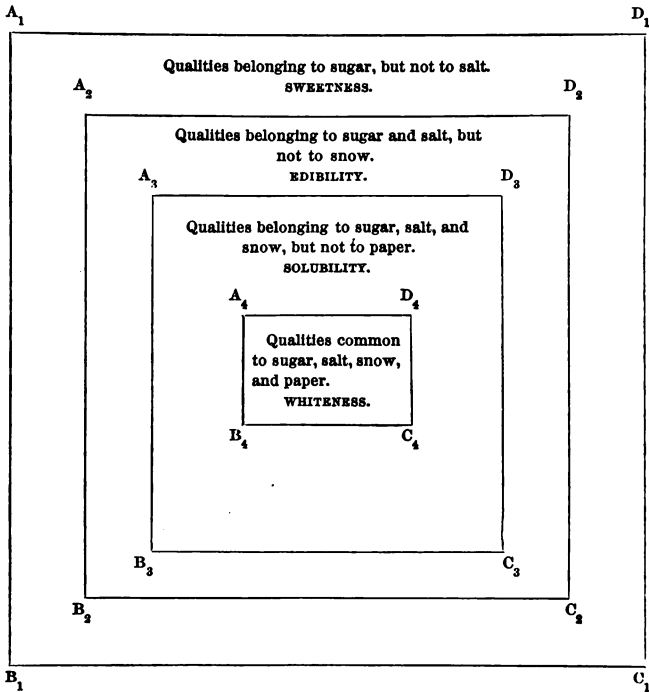 A₁ D₁
Qualities belonging to sugar, but not to salt.
SWEETNESS.
A₂ D₂
Qualities belonging to sugar and salt, but
not to snow.
EDIBILITY.
A₃ D₃
Qualities belonging to sugar, salt, and
snow, but not to paper.
SOLUBILITY.
A₄ D₄
Qualities common
to sugar, salt, snow,
and paper.
WHITENESS.
B₄ C₄
B₃ C₃
B₂ C₂
B₁ C₁